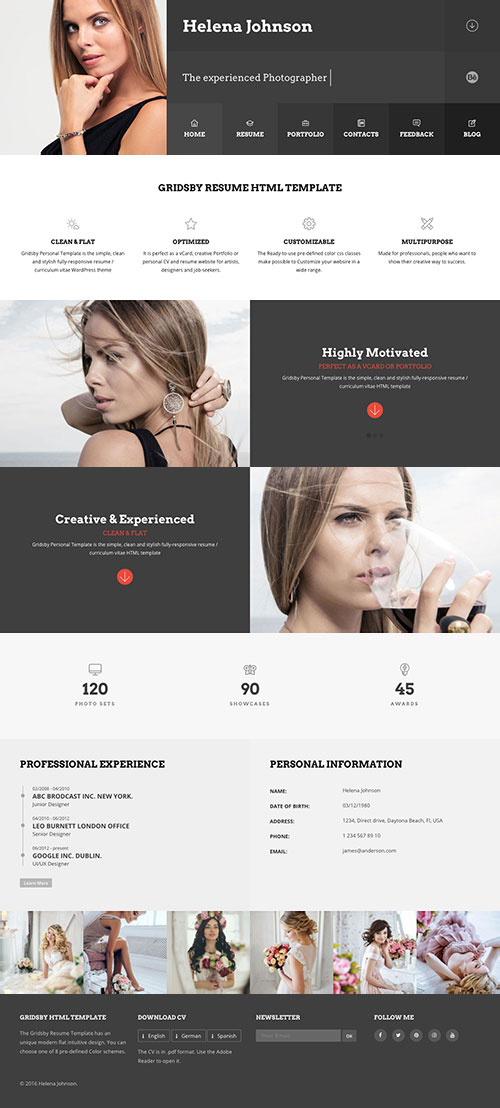 Helena Johnson
The experienced Photographer
Bē
HOME
RESUME
PORTFOLIO
CONTACTS
FEEDBACK
BLOG
GRIDSBY RESUME HTML TEMPLATE
CLEAN & FLAT
Gridsby Personal Template is the simple, clean
and stylish fully-responsive resume /
curriculum vitae WordPress theme
OPTIMIZED
It is perfect as a vCard, creative Portfolio or
personal CV and resume website for artists,
designers and job-seekers.
CUSTOMIZABLE
The Ready-to-use pre defined color css classes
make possible to Customize your website in a
wide range.
MULTIPURPOSE
Made for professionals, people who want to
show their creative way to success.
Highly Motivated
PERFECT AS A VCARD OR PORTFOLIO
Gridsby Personal Template is the simple, clean and stylish fully-responsive resume /
curriculum vitae HTML template
Creative & Experienced
CLEAN & FLAT
Gridsby Personal Template is the simple, clean and stylish fully-responsive resume /
curriculum vitae HTML template
120
PHOTO SETS
90
SHOWCASES
45
AWARDS
PROFESSIONAL EXPERIENCE
02/2008 - 04/2010
ABC BRODCAST INC. NEW YORK.
Junior Designer
04/2010 - 06/2012
LEO BURNETT LONDON OFFICE
Senior Designer
06/2012 - present
GOOGLE INC. DUBLIN.
UI/UX Designer
Learn More
PERSONAL INFORMATION
NAME: Helena Johnson
DATE OF BIRTH: 03/12/1980
ADDRESS: 1234, Direct drive, Daytona Beach, FL USA
PHONE: 1 234 567 89 10
EMAIL: james@anderson.com
GRIDSBY HTML TEMPLATE
The Gridsby Resume Template has an
unique modern flat intuitive design. You can
choose one of 8 pre-defined Color schemes.
DOWNLOAD CV
English
German
Spanish
The CV is in .pdf format. Use the Adobe
Reader to open it.
NEWSLETTER
Your Email
OK
FOLLOW ME
© 2016 Helena Johnson.